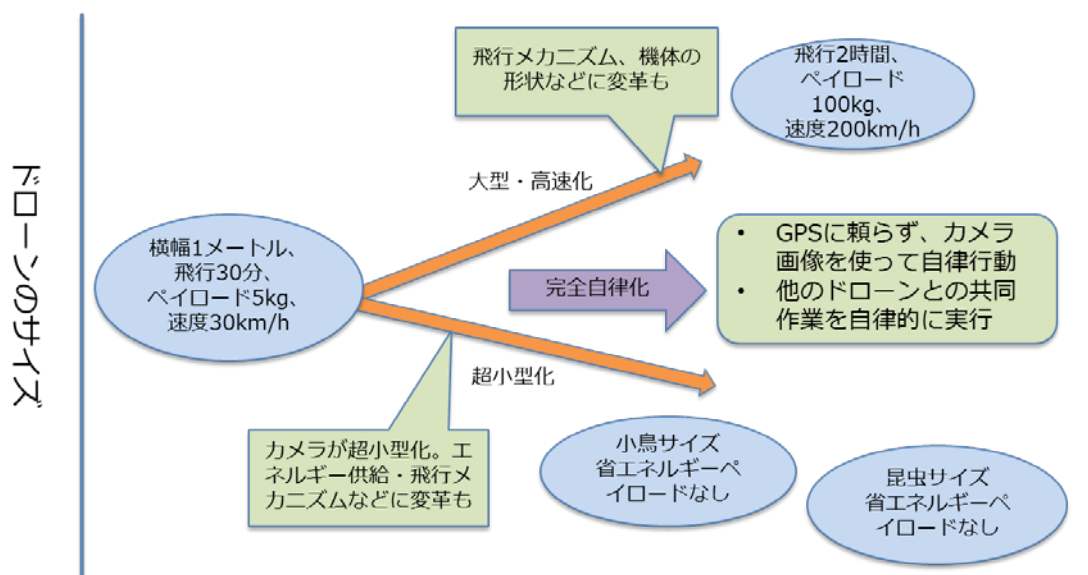 ドローンのサイズ
飛行メカニズム、機体の
形状などに変革も
飛行2時間、
ペイロード
100kg、
速度200km/h
大型・高速化
横幅1メートル、
飛行30分、
ペイロード5kg、
速度30km/h
完全自律化
• GPSに頼らず、カメラ
画像を使って自律行動
• 他のドローンとの共同
作業を自律的に実行
超小型化
カメラが超小型化。エ
ネルギー供給・飛行メ
カニズムなどに変革も
小鳥サイズ
省エネルギーペ
イロードなし
昆虫サイズ
省エネルギーペ
イロードなし